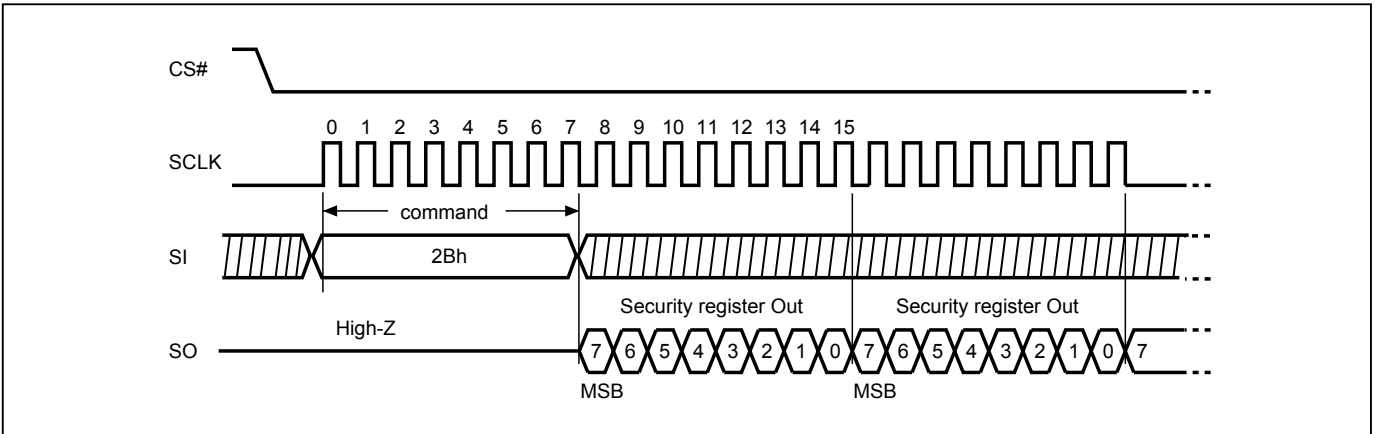 CS#
0 1 2 3 4 5 6 7 8 9 10 11 12 13 14 15
SCLK
command
SI
2Bh
Security register Out Security register Out
High-Z
SO
7 6 5 4 3 2 1 0 7 6 5 4 3 2 1 0 7
MSB MSB